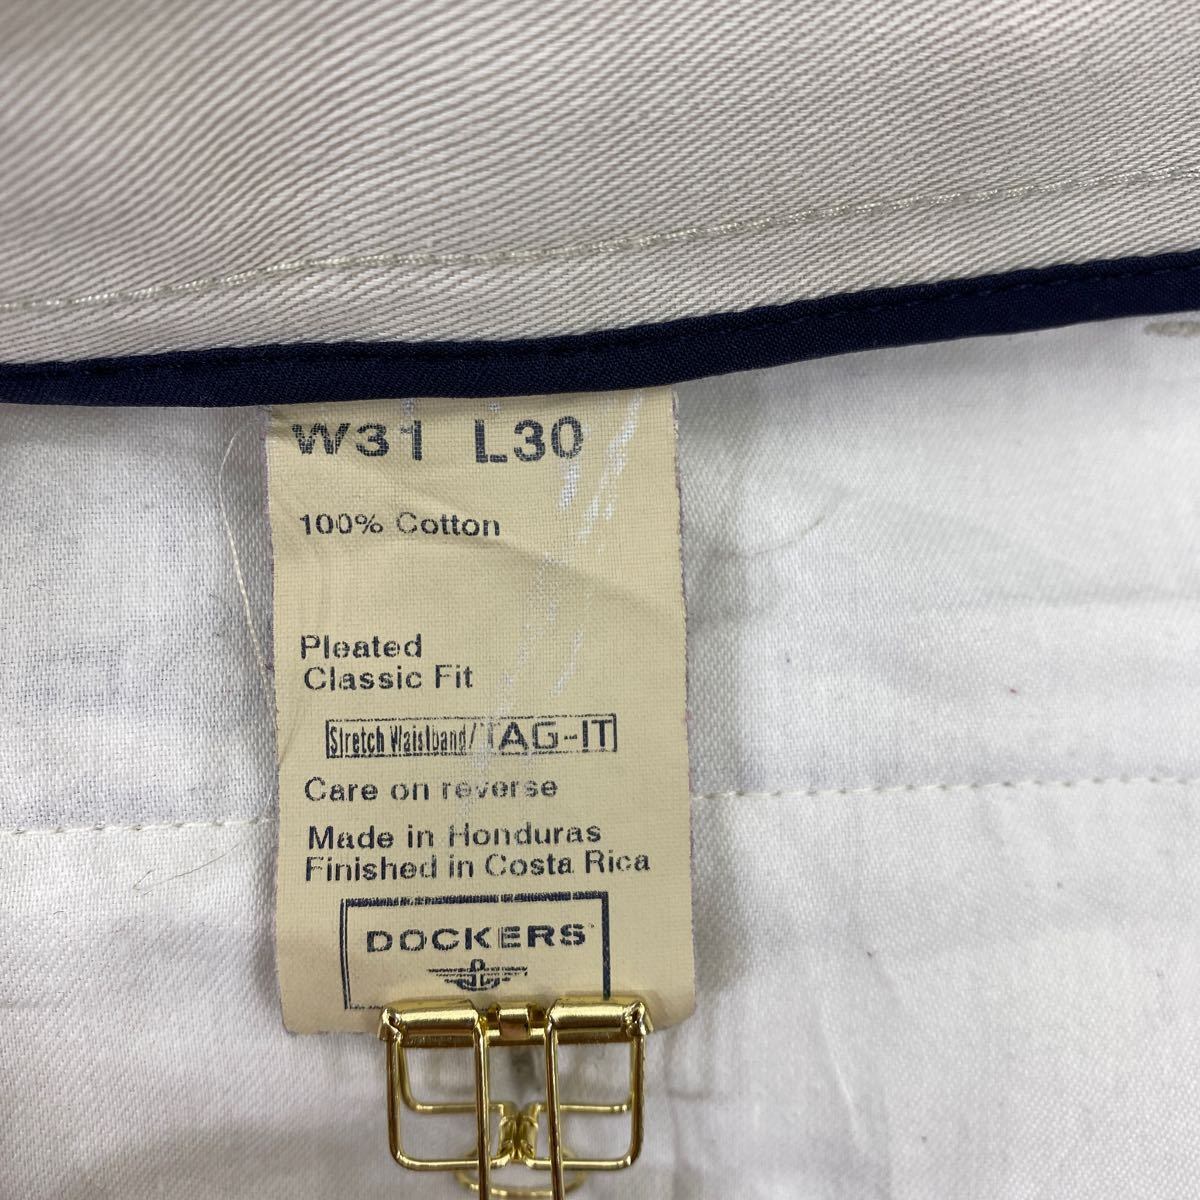 W31 L30
100% Cotton
Pleated
Classic Fit
Stretch Waistband/TAG-IT
Care on reverse
Made in Honduras
Finished in Costa Rica
DOCKERS